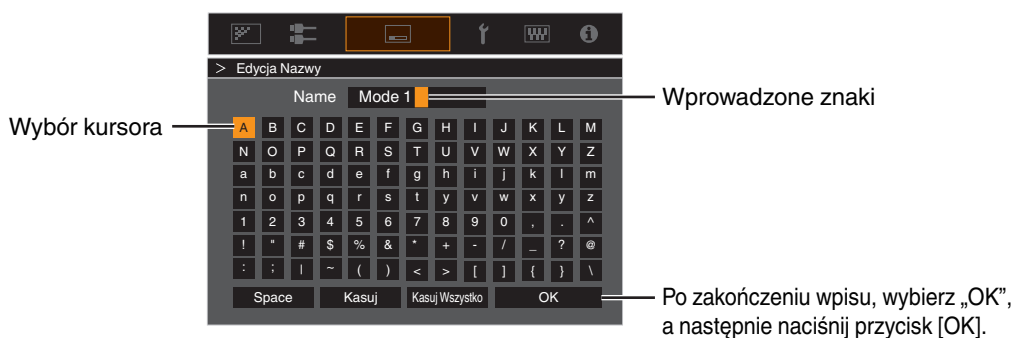 > Edycja Nazwy
Name Mode 1
Wprowadzone znaki
Wybór kursora
A B C D E F G H I J K L M
N O P Q R S T U V W X Y Z
a b c d e f g h i j k l m
n o p q r s t y v w x y z
1 2 3 4 5 6 7 8 9 0 , . ^
! " # $ % & * + - / _ ? @
: ; | ~ ( ) < > [ ] { } \
Space Kasuj Kasuj Wszystko OK
Po zakończeniu wpisu, wybierz „OK”,
a następnie naciśnij przycisk [OK].